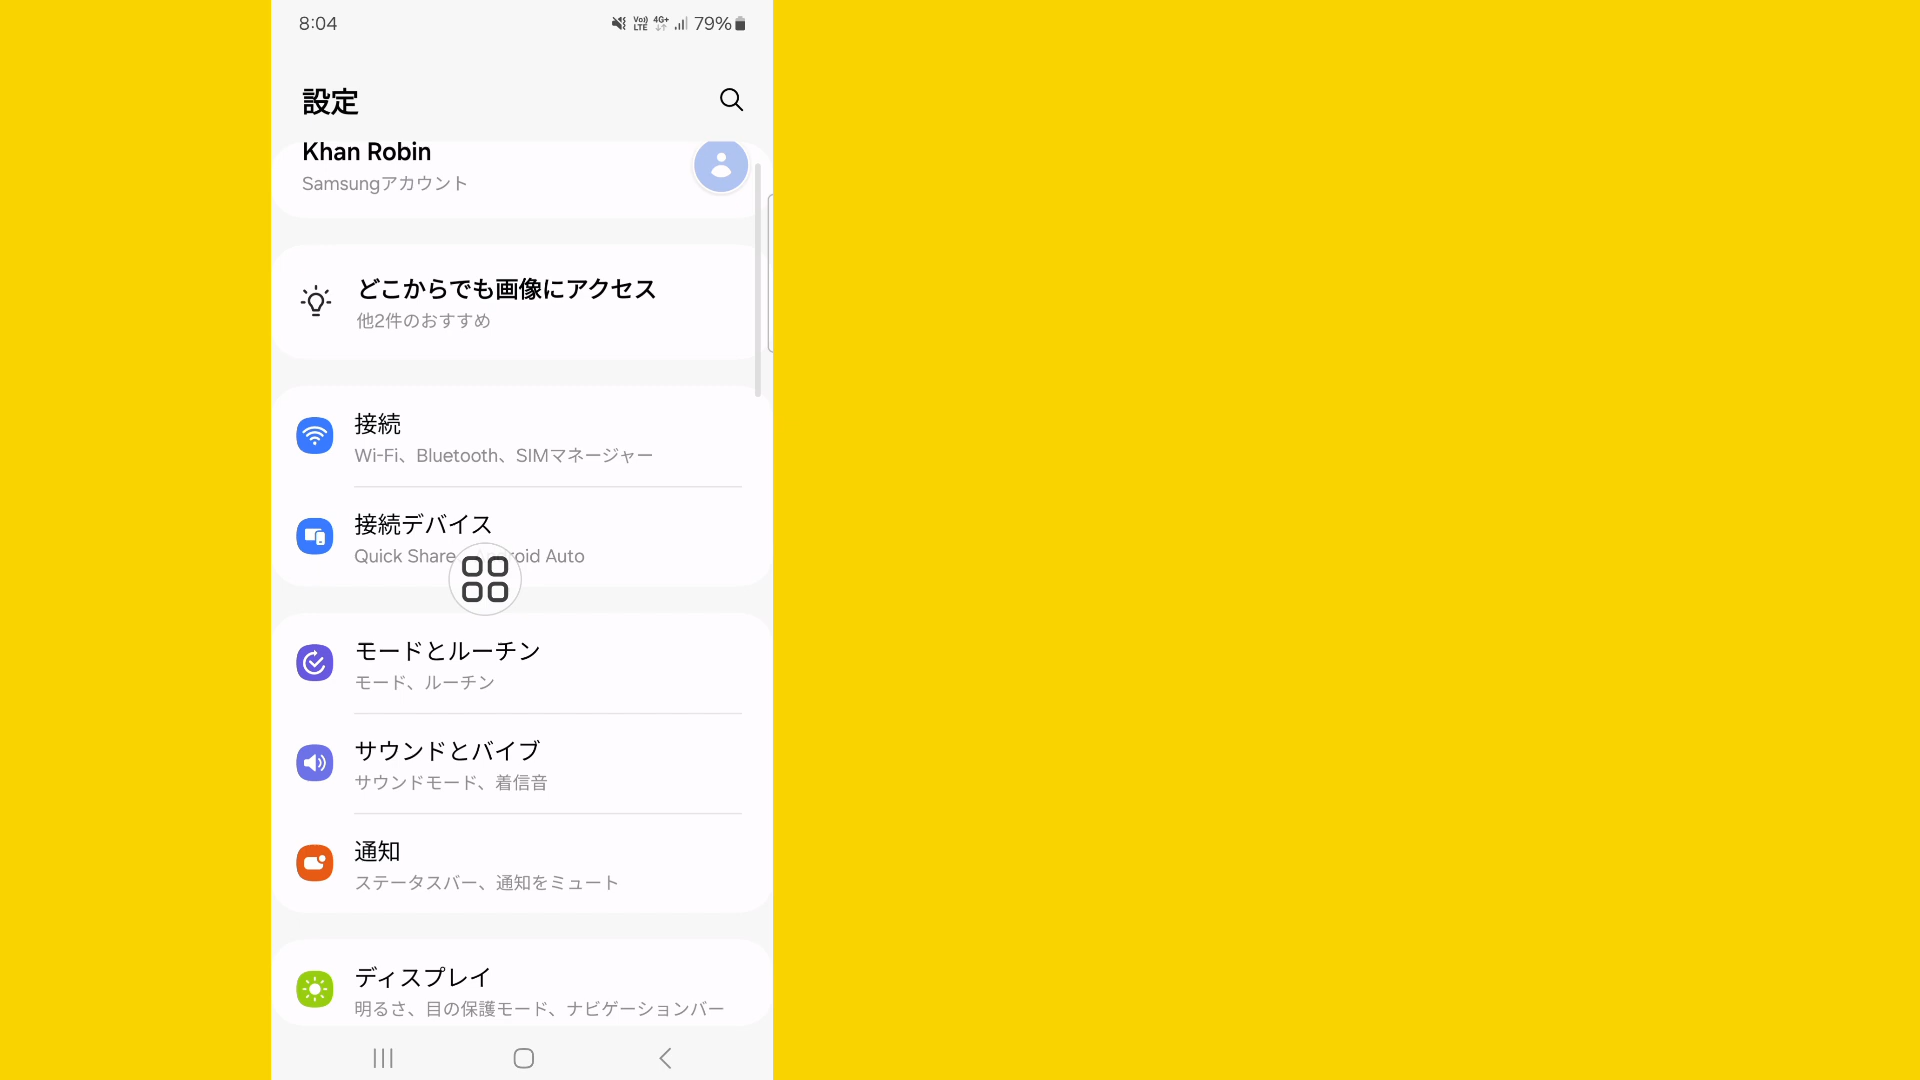 8:04
Vo) 4G+ 79%
LTE
設定
Khan Robin
Samsungアカウント
どこからでも画像にアクセス
他2件のおすすめ
接続
Wi-Fi、Bluetooth、SIMマネージャー
接続デバイス
Quick Share oid Auto
モードとルーチン
モード、ルーチン
サウンドとバイブ
サウンドモード、着信音
通知
ステータスバー、通知をミュート
ディスプレイ
明るさ、目の保護モード、ナビゲーションバー